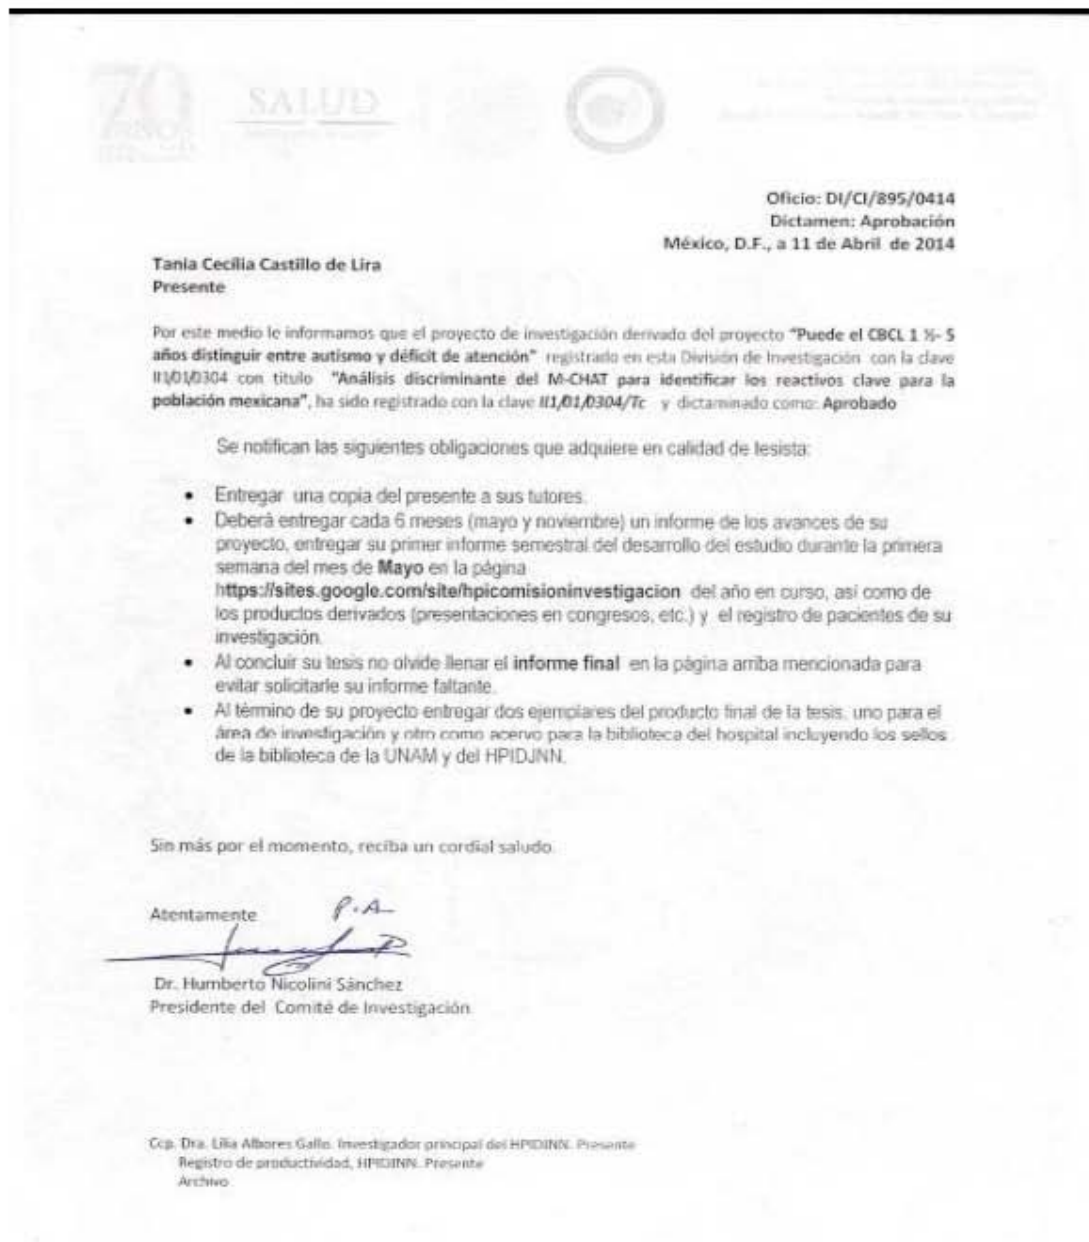 SALUD
Oficio: DI/CI/895/0414
Dictamen: Aprobación
México, D.F., a 11 de Abril de 2014
Tania Cecilia Castillo de Lira
Presente
Por este medio le informamos que el proyecto de investigación derivado del proyecto "Puede el CBCL 1 ½- 5
años distinguir entre autismo y déficit de atención" registrado en esta División de Investigación con la clave
II1/01/0304 con titulo "Análisis discriminante del M-CHAT para identificar los reactivos clave para la
población mexicana", ha sido registrado con la clave II1/01/0304/Tc y dictaminado como: Aprobado
Se notifican las siguientes obligaciones que adquiere en calidad de tesista:
• Entregar una copia del presente a sus tutores.
• Deberá entregar cada 6 meses (mayo y noviembre) un informe de los avances de su
proyecto, entregar su primer informe semestral del desarrollo del estudio durante la primera
semana del mes de Mayo en la página
https://sites.google.com/site/hpicomisioninvestigacion del año en curso, así como de
los productos derivados (presentaciones en congresos, etc.) y el registro de pacientes de su
investigación.
• Al concluir su tesis no olvide llenar el informe final en la página arriba mencionada para
evitar solicitarle su informe faltante.
• Al término de su proyecto entregar dos ejemplares del producto final de la tesis, uno para el
área de investigación y otro como acervo para la biblioteca del hospital incluyendo los sellos
de la biblioteca de la UNAM y del HPIDJNN.
Sin más por el momento, reciba un cordial saludo.
Atentamente P.A
Dr. Humberto Nicolini Sánchez
Presidente del Comité de Investigación
Ccp. Dra. Lilia Albores Gallo. Investigador principal del HPIDJNN. Presente
Registro de productividad, HPIDJNN. Presente
Archivo